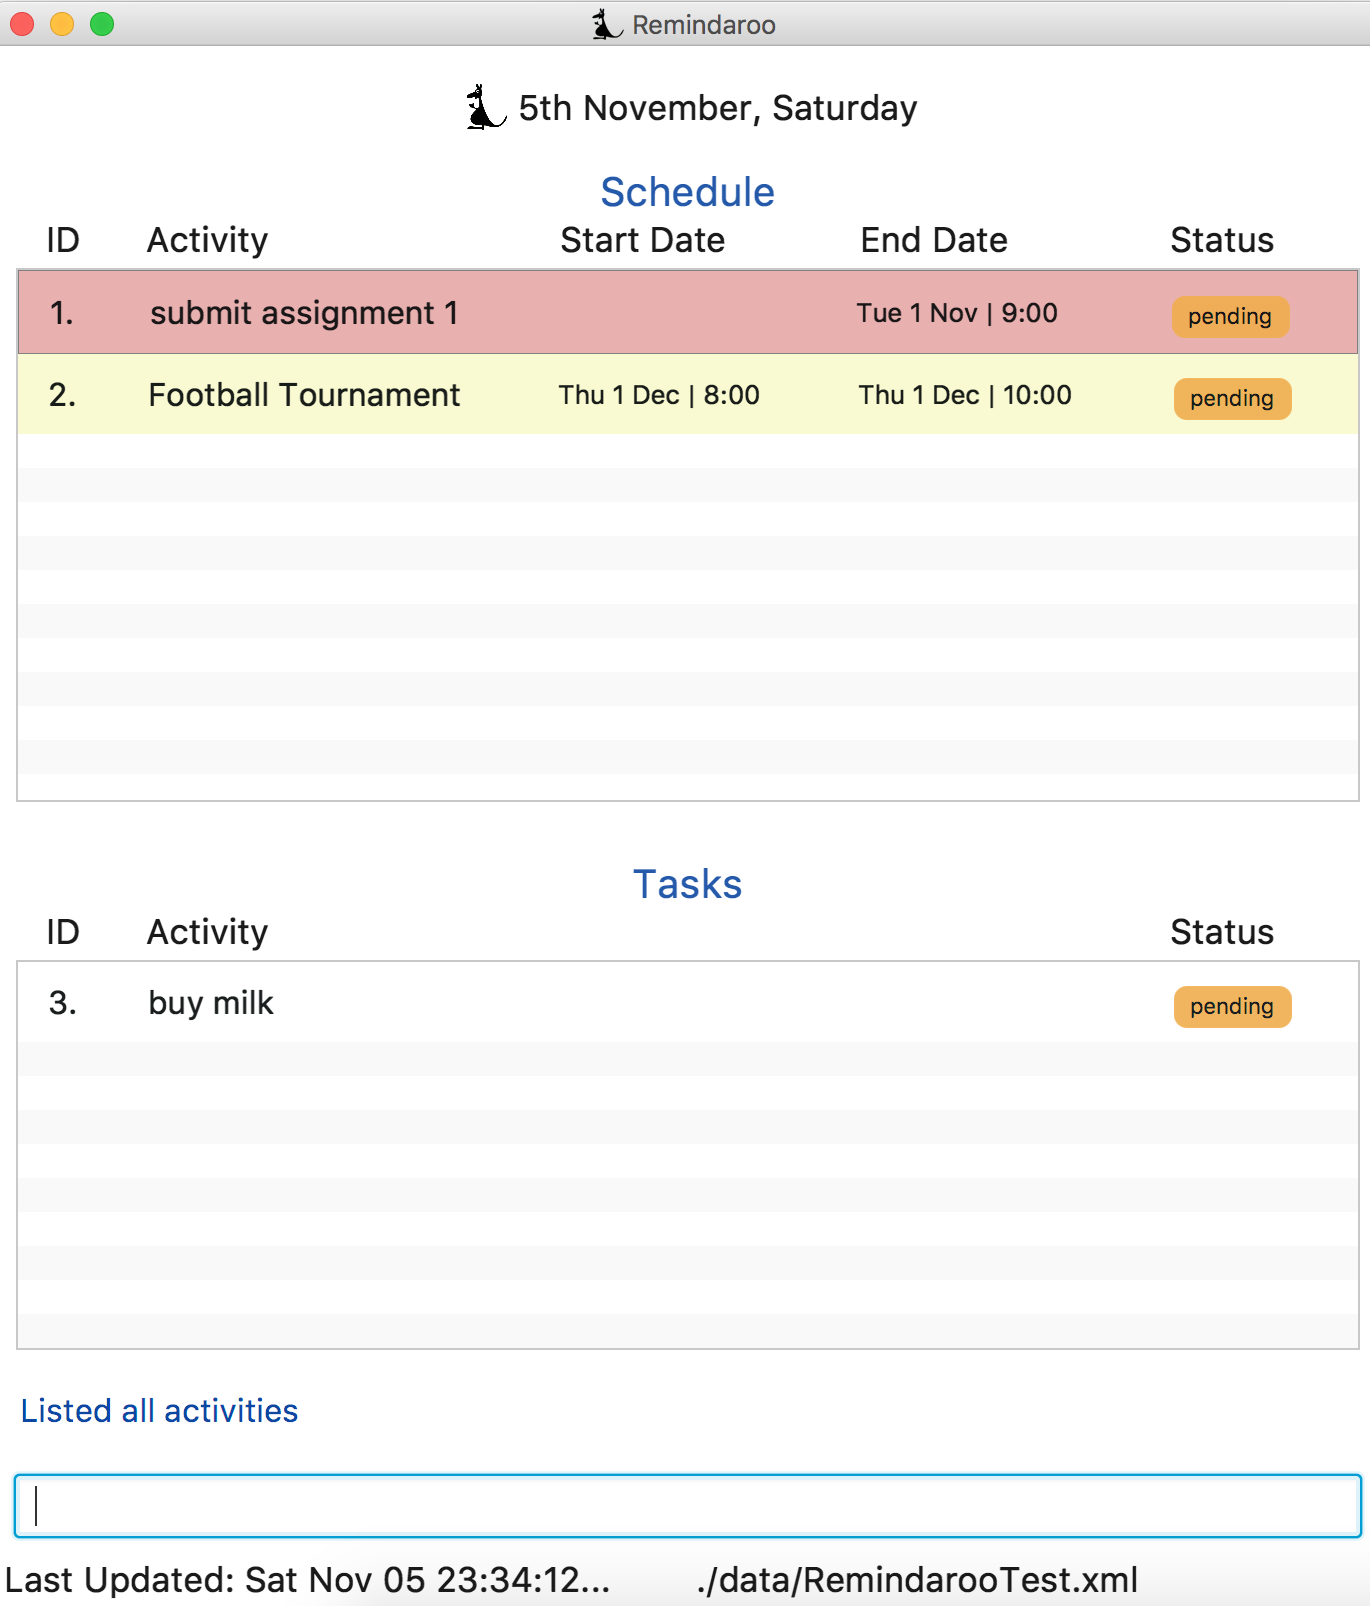 Remindaroo
5th November, Saturday
Schedule
ID Activity Start Date End Date Status
1. submit assignment 1 Tue 1 Nov | 9:00 pending
2. Football Tournament Thu 1 Dec | 8:00 Thu 1 Dec | 10:00 pending
Tasks
ID Activity Status
3. buy milk pending
Listed all activities
Last Updated: Sat Nov 05 23:34:12... ./data/RemindarooTest.xml